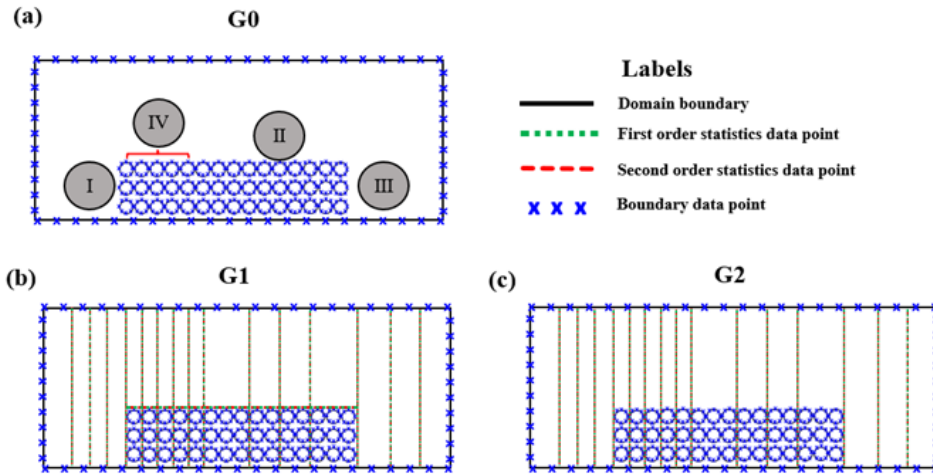 (a)
G0
IV
II
I
III
Labels
Domain boundary
First order statistics data point
Second order statistics data point
Boundary data point
(b)
G1
(c)
G2